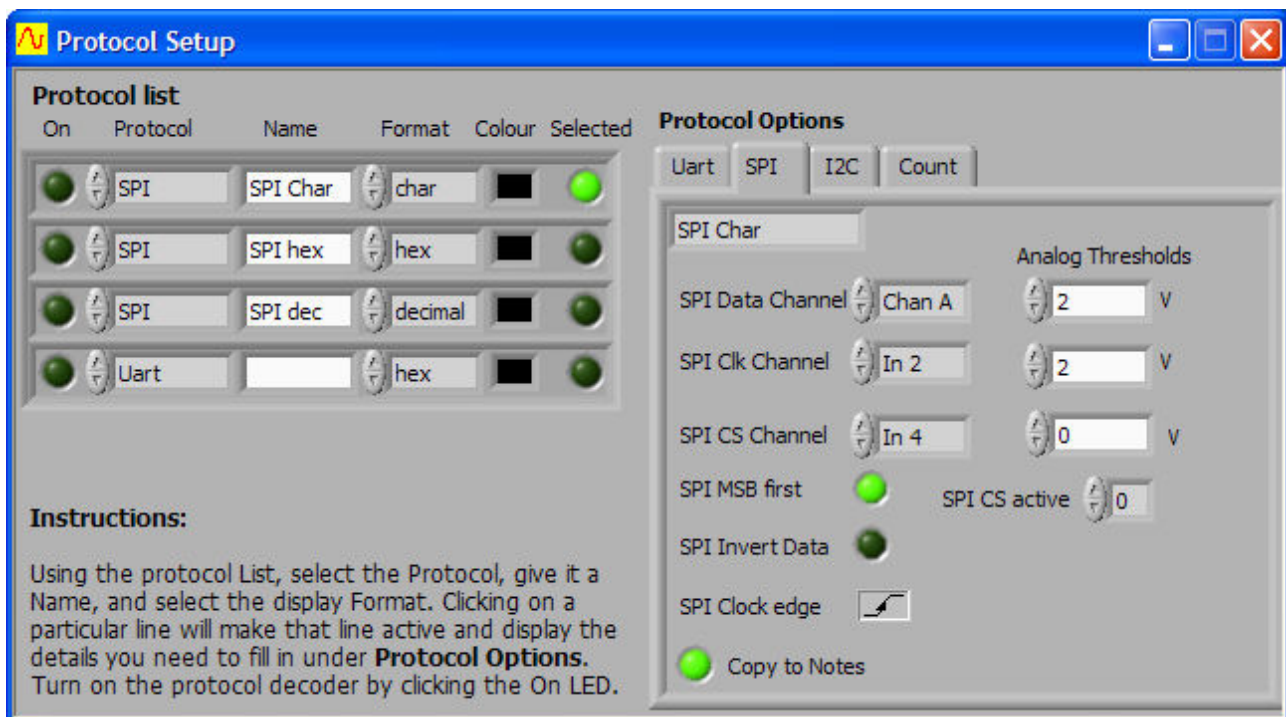 Protocol Setup
Protocol list
On Protocol Name Format Colour Selected
SPI SPI Char char
SPI SPI hex hex
SPI SPI dec decimal
Uart hex
Instructions:
Using the protocol List, select the Protocol, give it a
Name, and select the display Format. Clicking on a
particular line will make that line active and display the
details you need to fill in under Protocol Options.
Turn on the protocol decoder by clicking the On LED.
Protocol Options
Uart SPI I2C Count
SPI Char
Analog Thresholds
SPI Data Channel Chan A 2 V
SPI Clk Channel In 2 2 V
SPI CS Channel In 4 0 V
SPI MSB first SPI CS active 0
SPI Invert Data
SPI Clock edge
Copy to Notes